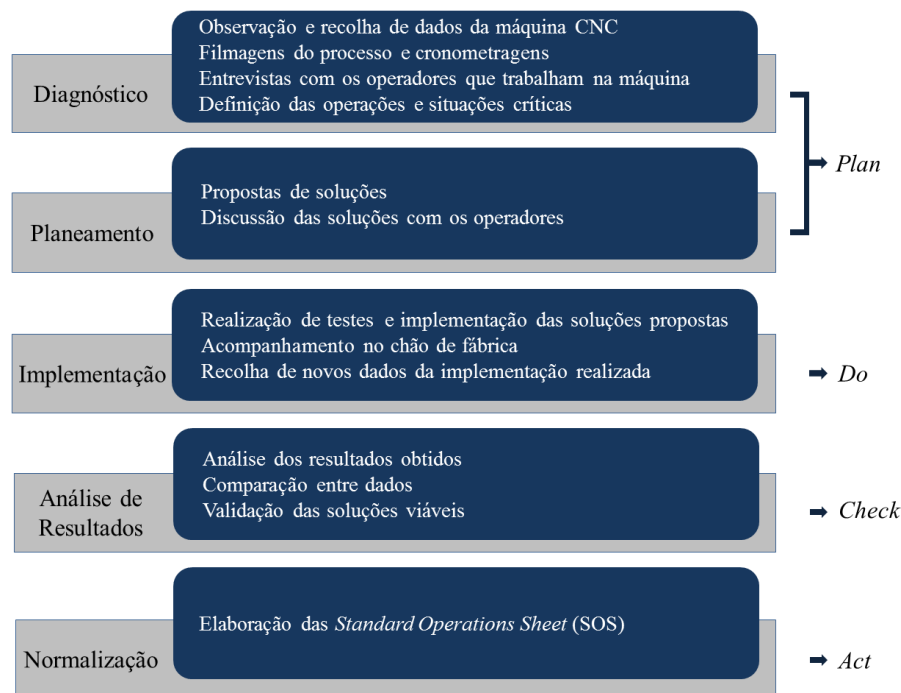 Diagnóstico
Observação e recolha de dados da máquina CNC
Filmagens do processo e cronometragens
Entrevistas com os operadores que trabalham na máquina
Definição das operações e situações críticas
Planeamento
Propostas de soluções
Discussão das soluções com os operadores
Plan
Implementação
Realização de testes e implementação das soluções propostas
Acompanhamento no chão de fábrica
Recolha de novos dados da implementação realizada
Do
Análise de
Resultados
Análise dos resultados obtidos
Comparação entre dados
Validação das soluções viáveis
Check
Normalização
Elaboração das Standard Operations Sheet (SOS)
Act